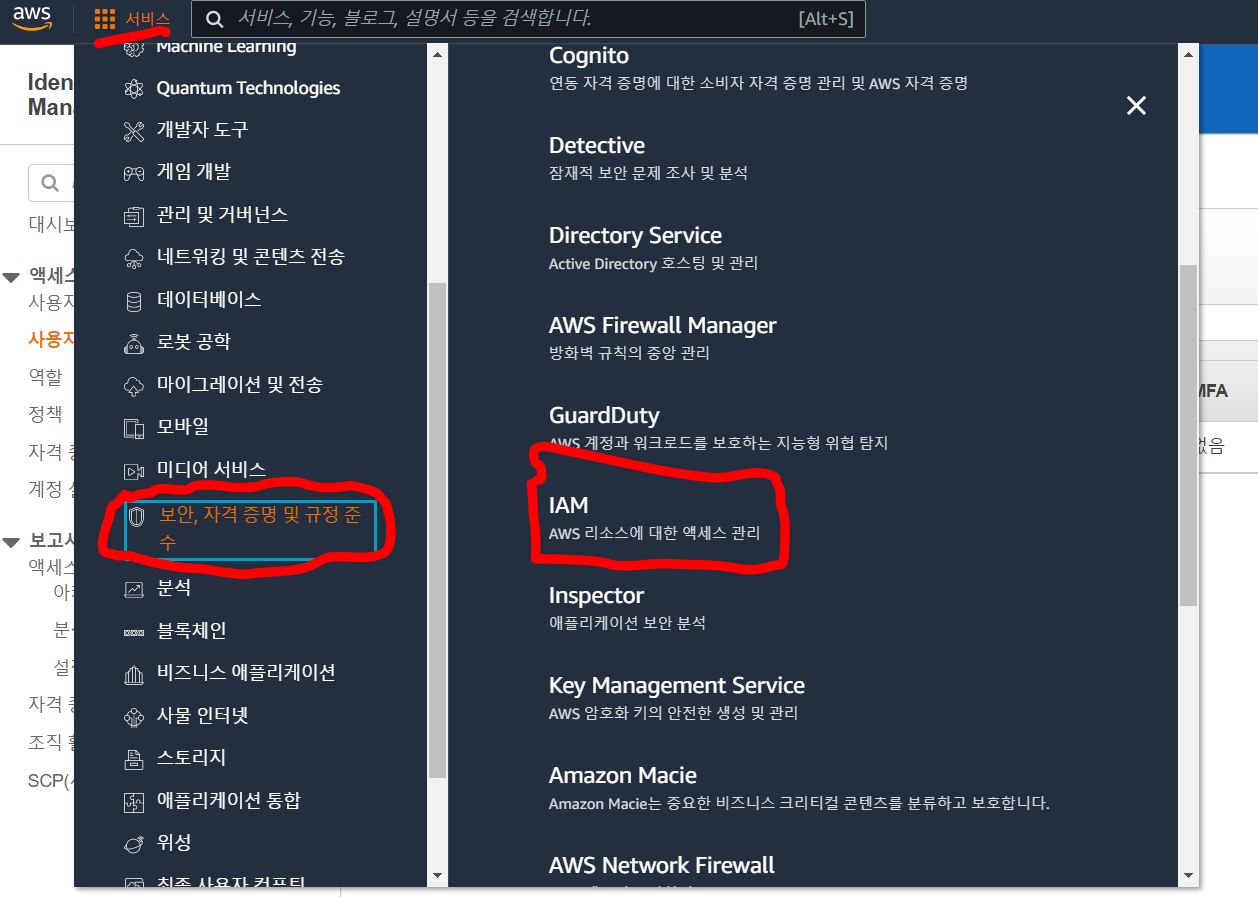 aws
서비스
서비스, 기능, 블로그, 설명서 등을 검색합니다.
[Alt+S]
Iden
대시보
액세스
사용자
사용자
역할
정책
자격
계정
보고서
액세스
자격
조직
SCP(
Machine Learning
Quantum Technologies
개발자 도구
게임 개발
관리 및 거버넌스
네트워킹 및 콘텐츠 전송
데이터베이스
로봇 공학
마이그레이션 및 전송
모바일
미디어 서비스
보안, 자격 증명 및 규정 준
수
분석
블록체인
비즈니스 애플리케이션
사물 인터넷
스토리지
애플리케이션 통합
위성
최종 사용자 컴퓨팅
Cognito
연동 자격 증명에 대한 소비자 자격 증명 관리 및 AWS 자격 증명
Detective
잠재적 보안 문제 조사 및 분석
Directory Service
Active Directory 호스팅 및 관리
AWS Firewall Manager
방화벽 규칙의 중앙 관리
GuardDuty
AWS 계정과 워크로드를 보호하는 지능형 위협 탐지
IAM
AWS 리소스에 대한 액세스 관리
Inspector
애플리케이션 보안 분석
Key Management Service
AWS 암호화 키의 안전한 생성 및 관리
Amazon Macie
Amazon Macie는 중요한 비즈니스 크리티컬 콘텐츠를 분류하고 보호합니다.
AWS Network Firewall
MFA
없음